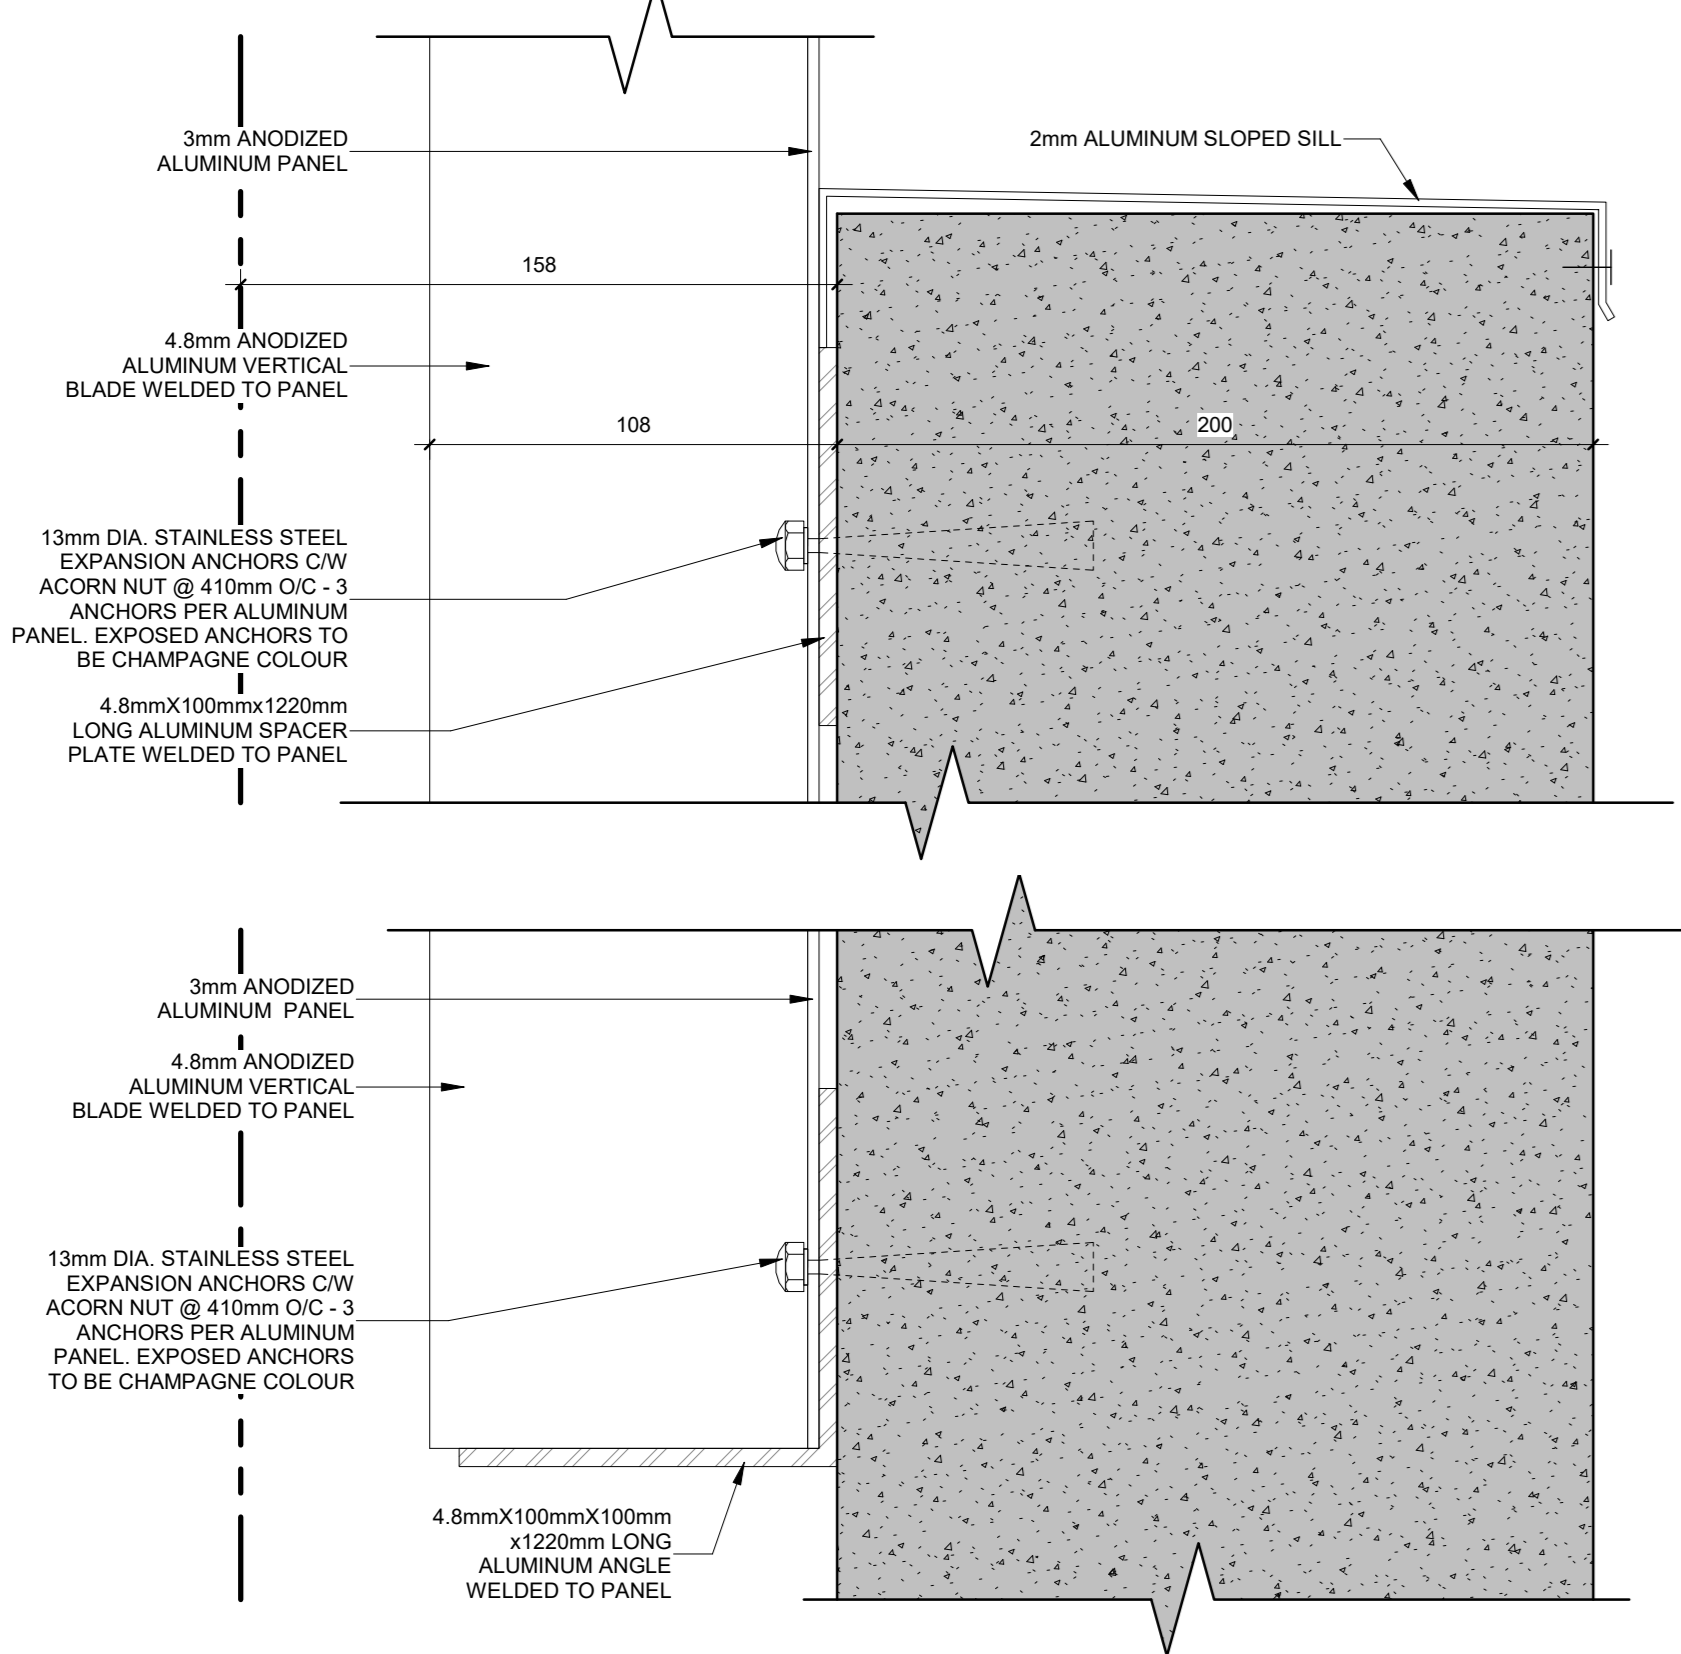 3mm ANODIZED
ALUMINUM PANEL
2mm ALUMINUM SLOPED SILL
158
4.8mm ANODIZED
ALUMINUM VERTICAL
BLADE WELDED TO PANEL
108
200
13mm DIA. STAINLESS STEEL
EXPANSION ANCHORS C/W
ACORN NUT @ 410mm O/C - 3
ANCHORS PER ALUMINUM
PANEL. EXPOSED ANCHORS TO
BE CHAMPAGNE COLOUR
4.8mmX100mmx1220mm
LONG ALUMINUM SPACER
PLATE WELDED TO PANEL
3mm ANODIZED
ALUMINUM PANEL
4.8mm ANODIZED
ALUMINUM VERTICAL
BLADE WELDED TO PANEL
13mm DIA. STAINLESS STEEL
EXPANSION ANCHORS C/W
ACORN NUT @ 410mm O/C - 3
ANCHORS PER ALUMINUM
PANEL. EXPOSED ANCHORS
TO BE CHAMPAGNE COLOUR
4.8mmX100mmX100mm
x1220mm LONG
ALUMINUM ANGLE
WELDED TO PANEL